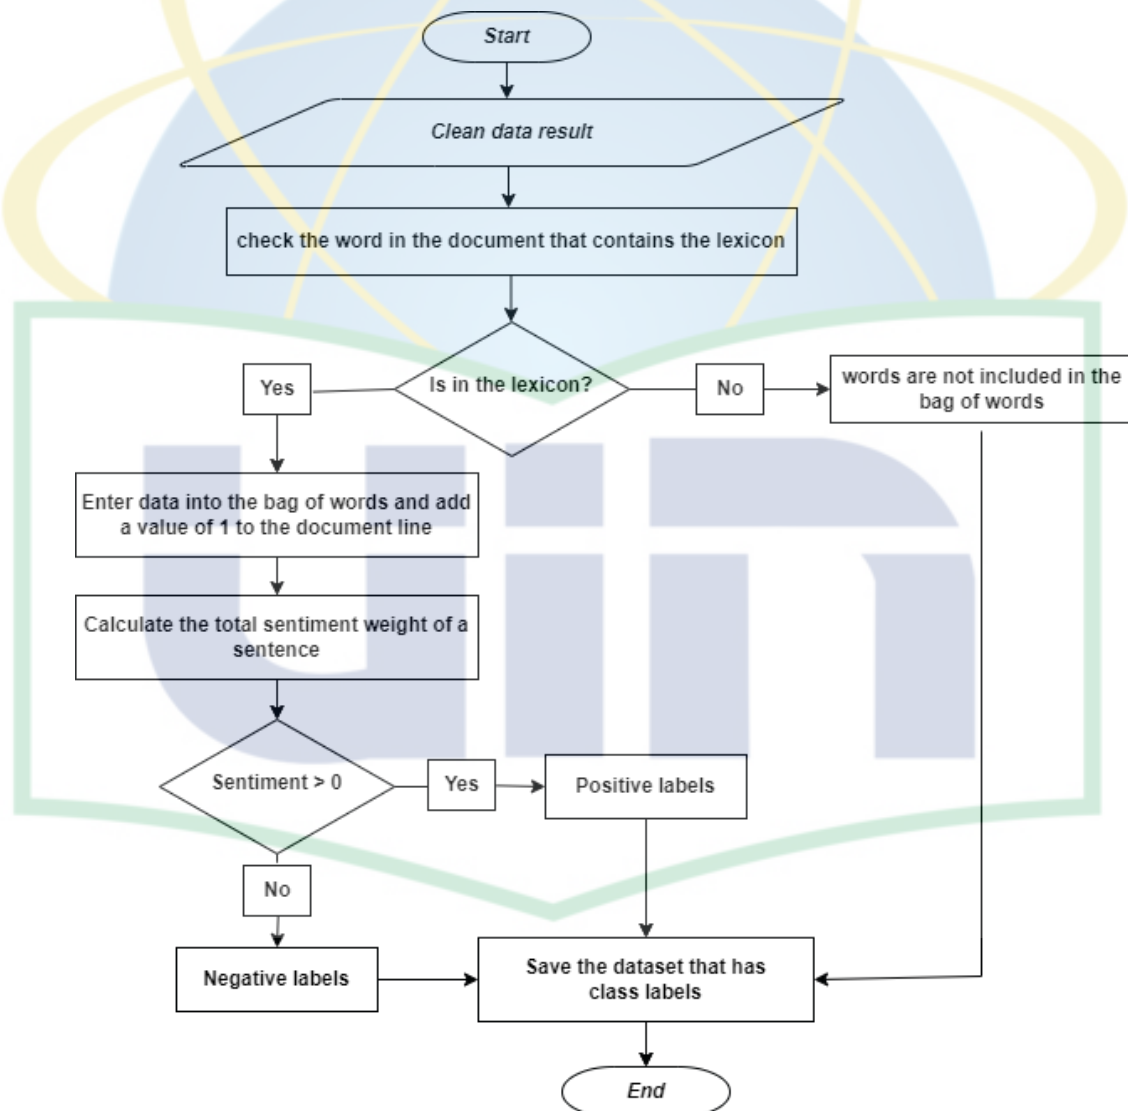 Start
Clean data result
check the word in the document that contains the lexicon
Is in the lexicon?
Yes
No
words are not included in the
bag of words
Enter data into the bag of words and add
a value of 1 to the document line
Calculate the total sentiment weight of a
sentence
Sentiment > 0
Yes
Positive labels
No
Negative labels
Save the dataset that has
class labels
End
uin